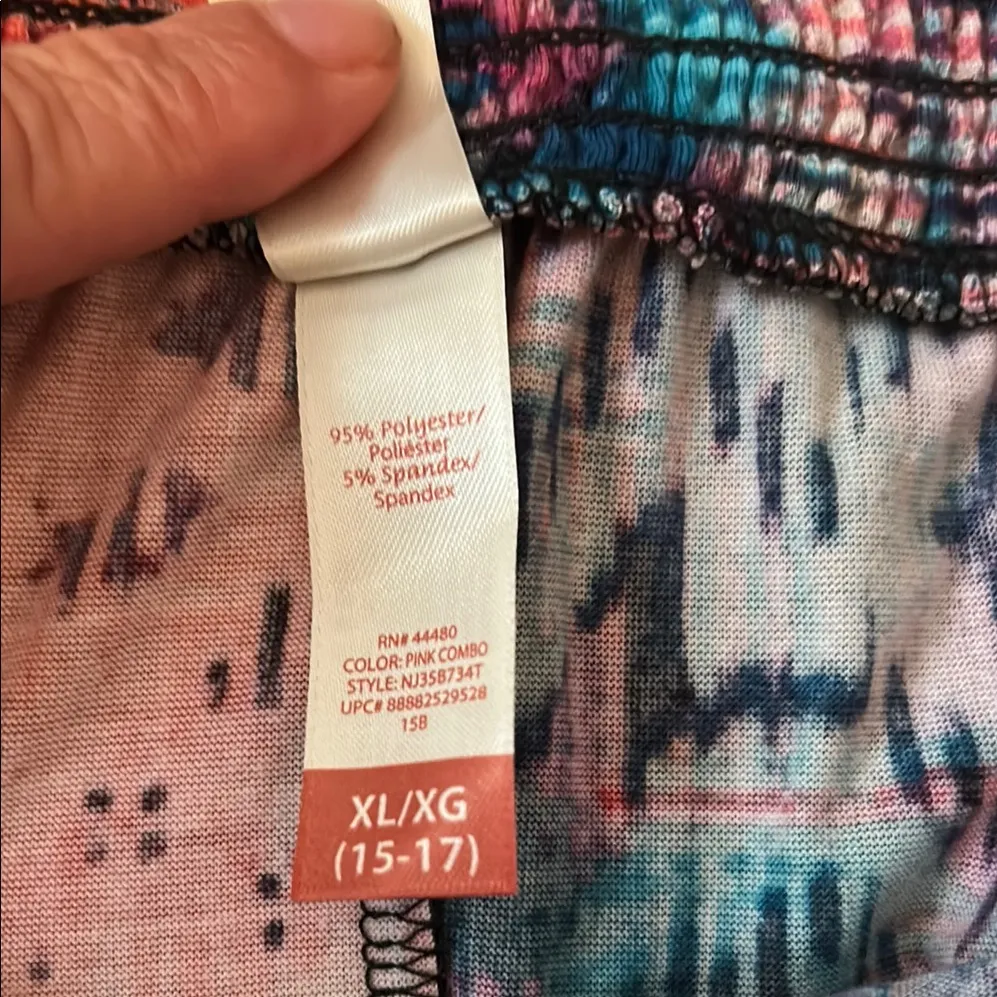 95% Polyester/
Poliester
5% Spandex/
Spandex
RN# 44480
COLOR: PINK COMBO
STYLE: NJ35B734T
UPC# 88882529528
15B
XL/XG
(15-17)